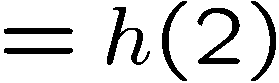 = h(2)